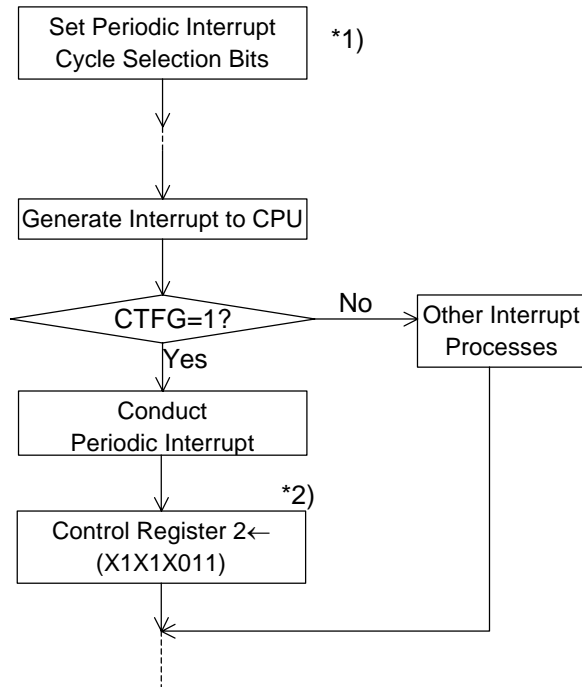 Set Periodic Interrupt
Cycle Selection Bits
*1)
Generate Interrupt to CPU
CTFG=1?
No
Other Interrupt
Processes
Yes
Conduct
Periodic Interrupt
*2)
Control Register 2←
(X1X1X011)